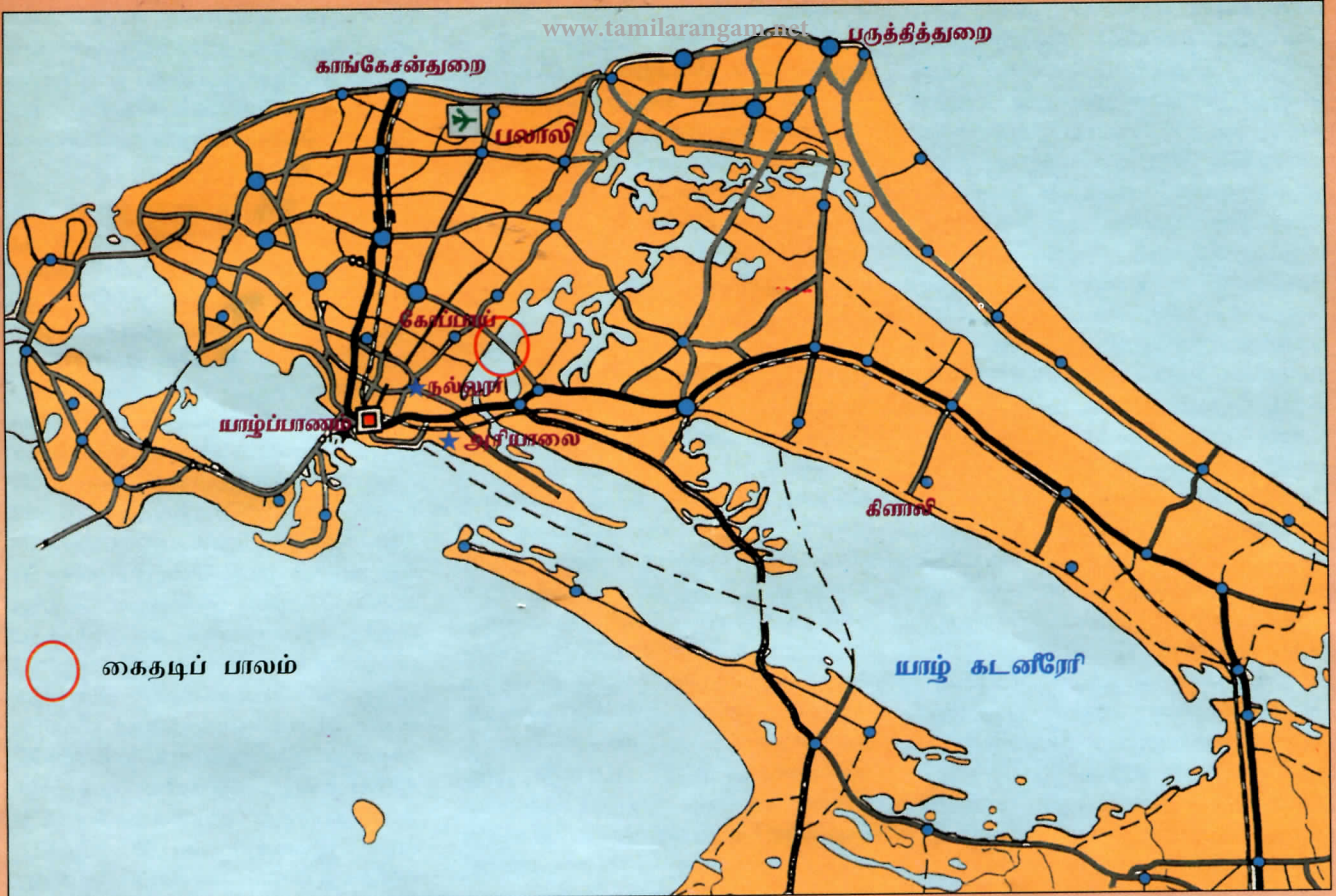 www.tamilarangam.net
பருத்தித்துறை
காங்கேசன்துறை
பலாலி
கோப்பாய்
நல்லூர்
யாழ்ப்பாணம்
அரியாலை
கிளாலி
கைதடிப் பாலம்
யாழ் கடனீரேரி